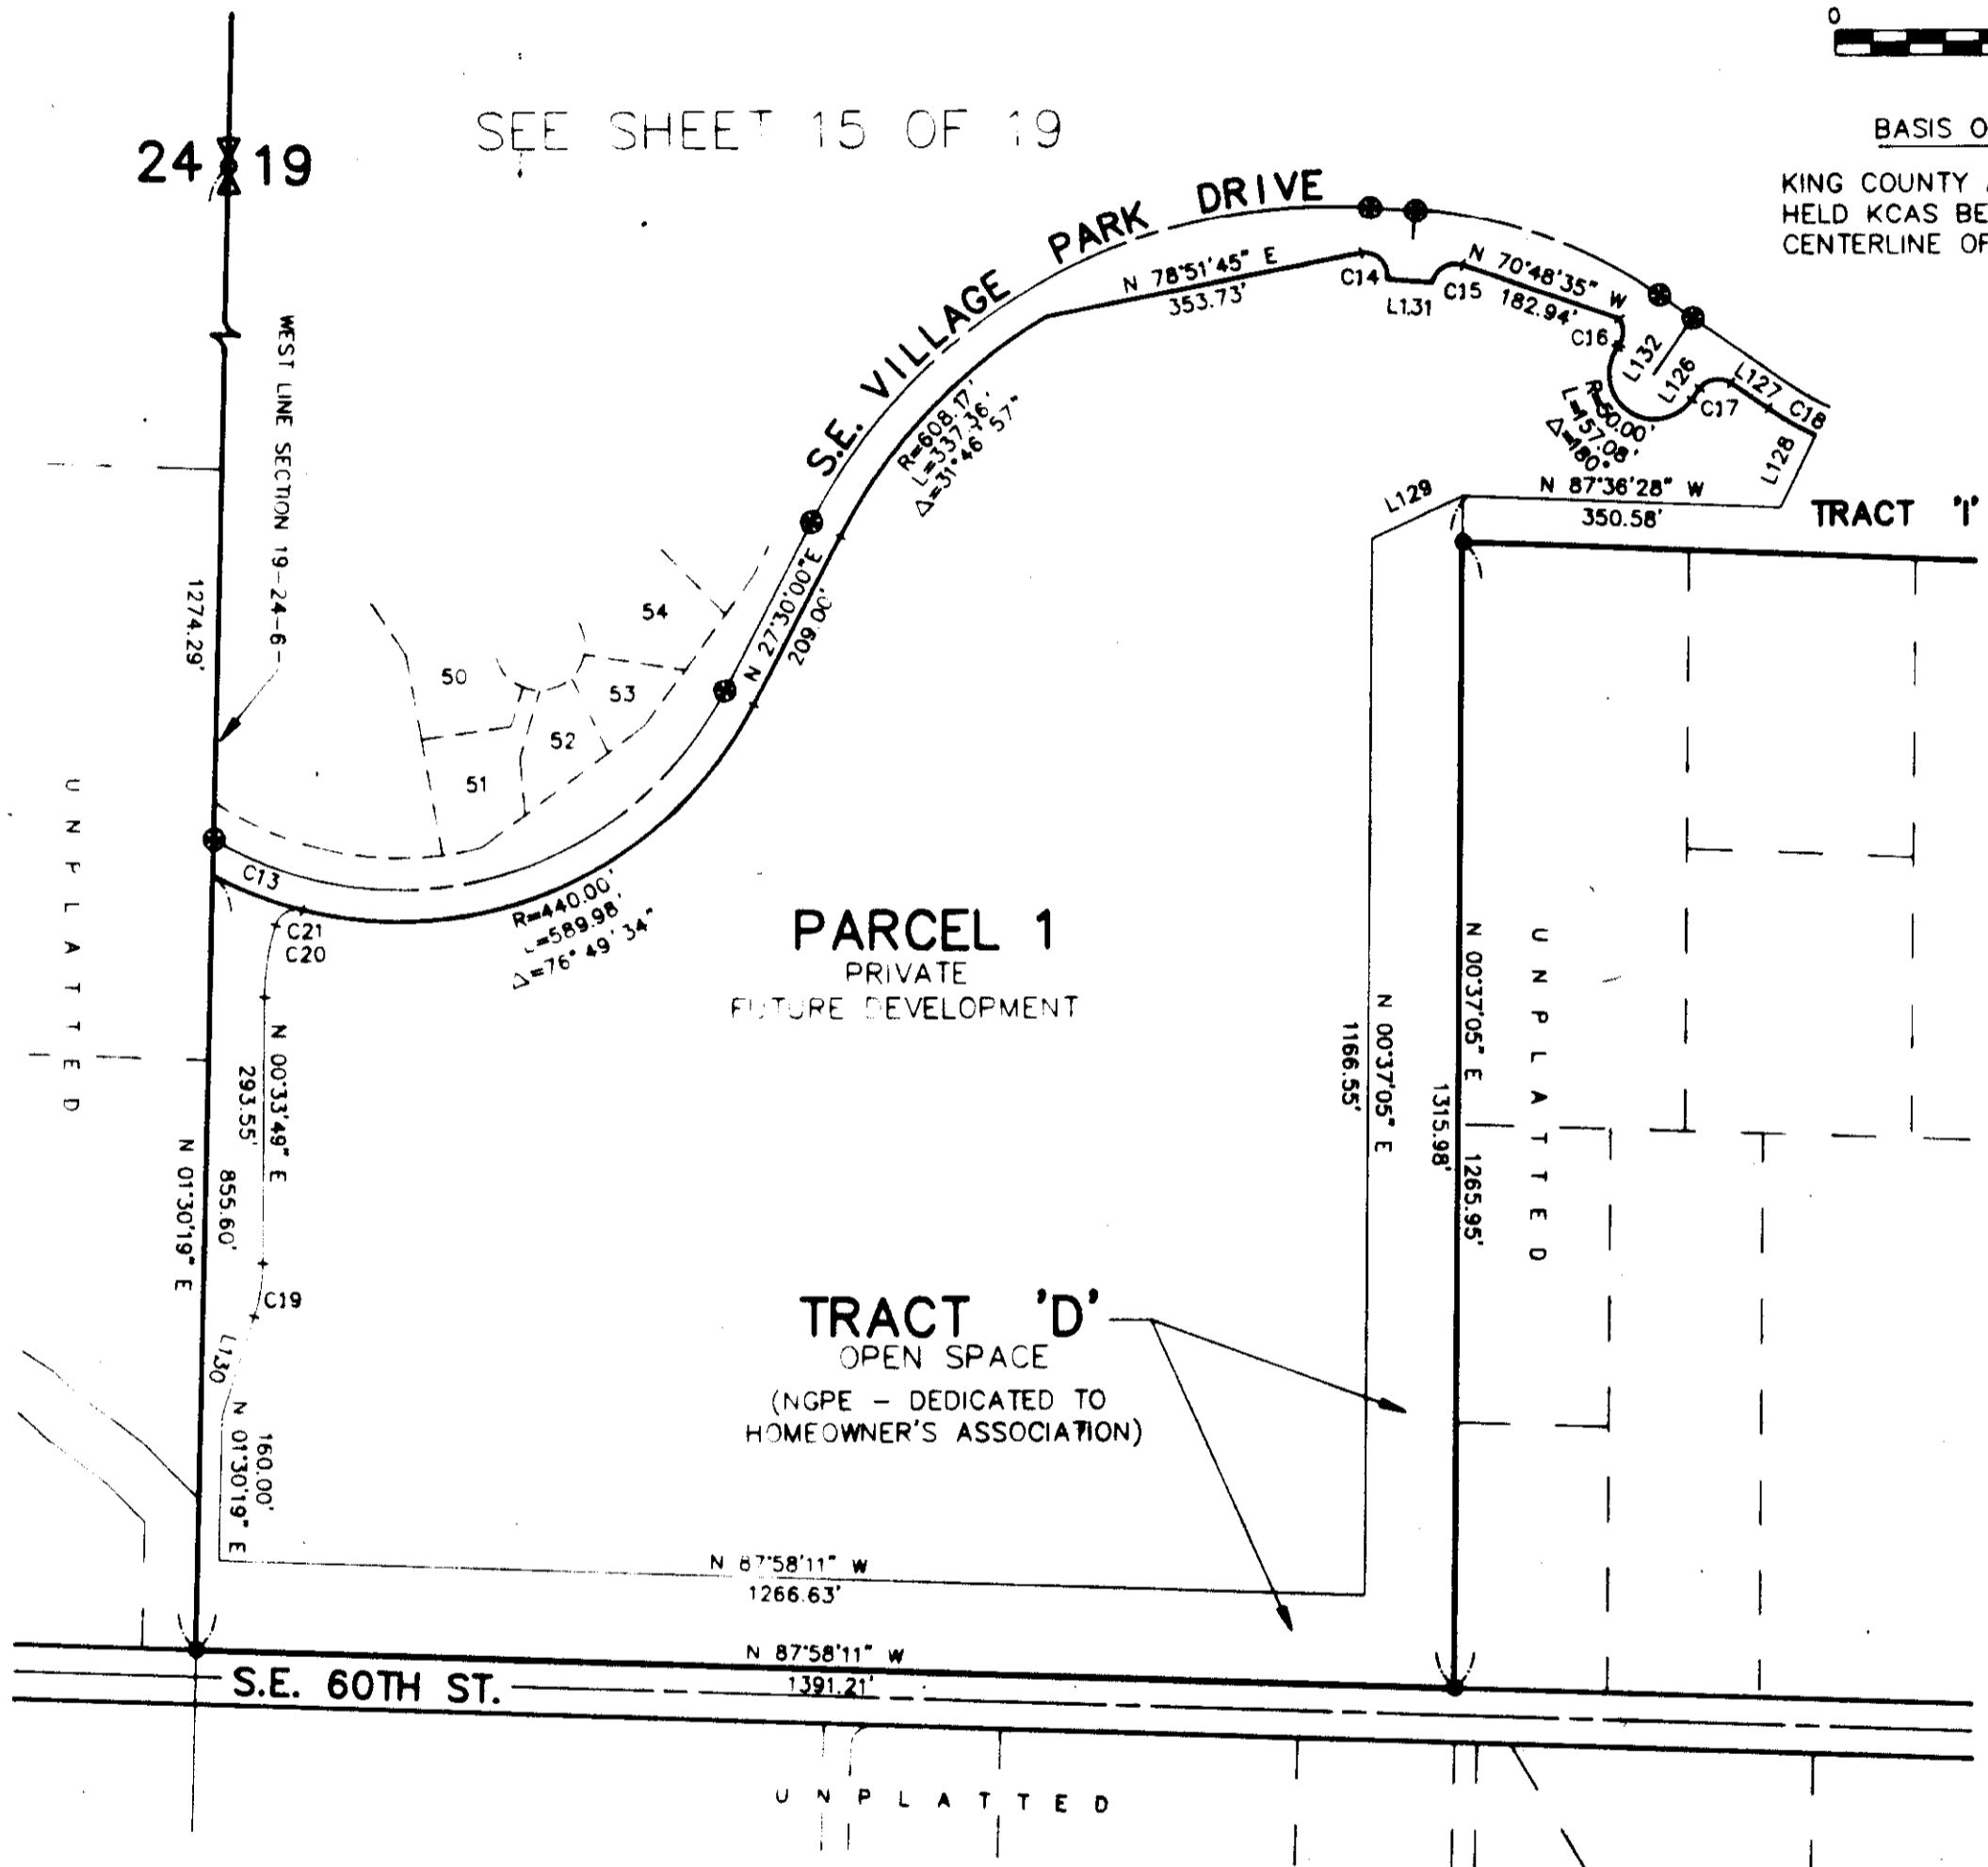 0
BASIS O
KING COUNTY
HELD KCAS BE
CENTERLINE OF
SEE SHEET 15 OF 19
24 19
S.E. VILLAGE PARK DRIVE
N 78°51'45" E
353.73'
C14
L131
C15
N 70°48'35" W
182.94'
C16
L132
L126
C17
L127
C18
L128
R=50.00'
L=157.08'
Δ=180°
L129
N 87°36'28" W
350.58'
TRACT 'I'
R=608.17'
L=337.36'
Δ=31°46'57"
WEST LINE SECTION 19-24-6
1274.29'
N 27°30'00" E
209.00'
50
51
52
53
54
UNPLATTED
C13
C21
C20
R=440.00'
L=589.98'
Δ=76°49'34"
PARCEL 1
PRIVATE
FUTURE DEVELOPMENT
N 00°33'49" E
293.55'
855.60'
N 01°30'19" E
C19
L130
160.00'
N 01°30'19" E
N 00°37'05" E
1166.55'
N 00°37'05" E
1315.98'
1265.95'
UNPLATTED
TRACT 'D'
OPEN SPACE
(NGPE - DEDICATED TO
HOMEOWNER'S ASSOCIATION)
N 87°58'11" W
1266.63'
N 87°58'11" W
1391.21'
S.E. 60TH ST.
UNPLATTED